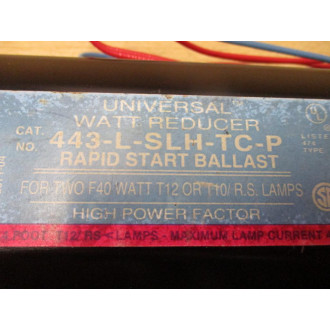 UNIVERSAL
WATT REDUCER
CAT. NO. 443-L-SLH-TC-P
RAPID START BALLAST
FOR TWO F40 WATT T12 OR T10/ R.S. LAMPS
HIGH POWER FACTOR
FOOT T12/ RS LAMPS - MAXIMUM LAMP CURRENT